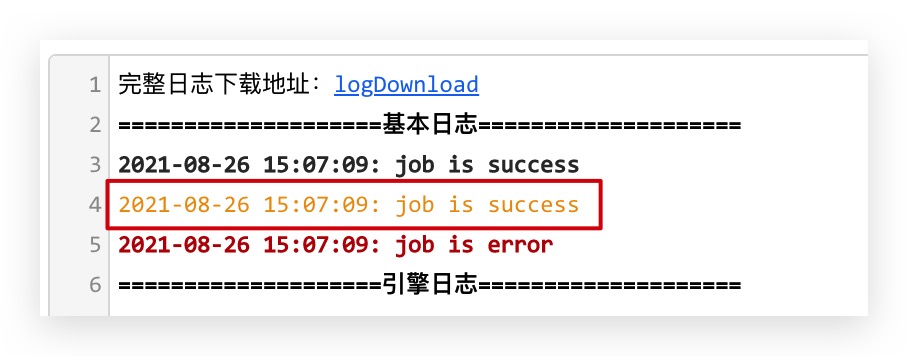 1 完整日志下载地址：logDownload
2 ====================基本日志====================
3 2021-08-26 15:07:09: job is success
4 2021-08-26 15:07:09: job is success
5 2021-08-26 15:07:09: job is error
6 ====================引擎日志====================